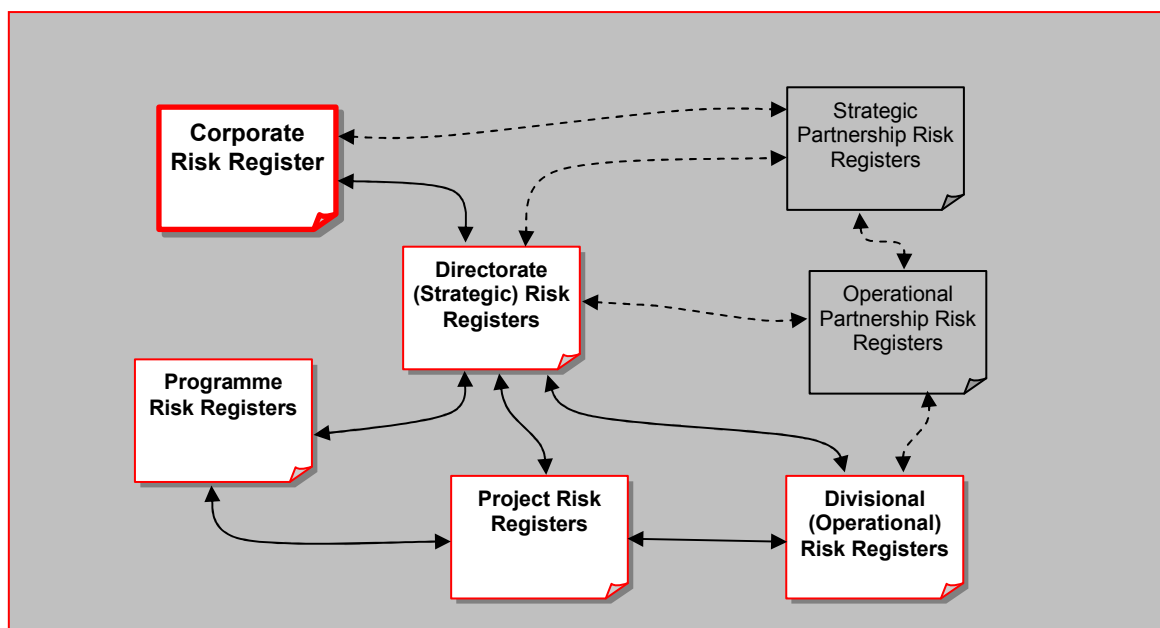 Corporate
Risk Register
Strategic
Partnership Risk
Registers
Directorate
(Strategic) Risk
Registers
Operational
Partnership Risk
Registers
Programme
Risk Registers
Project Risk
Registers
Divisional
(Operational)
Risk Registers